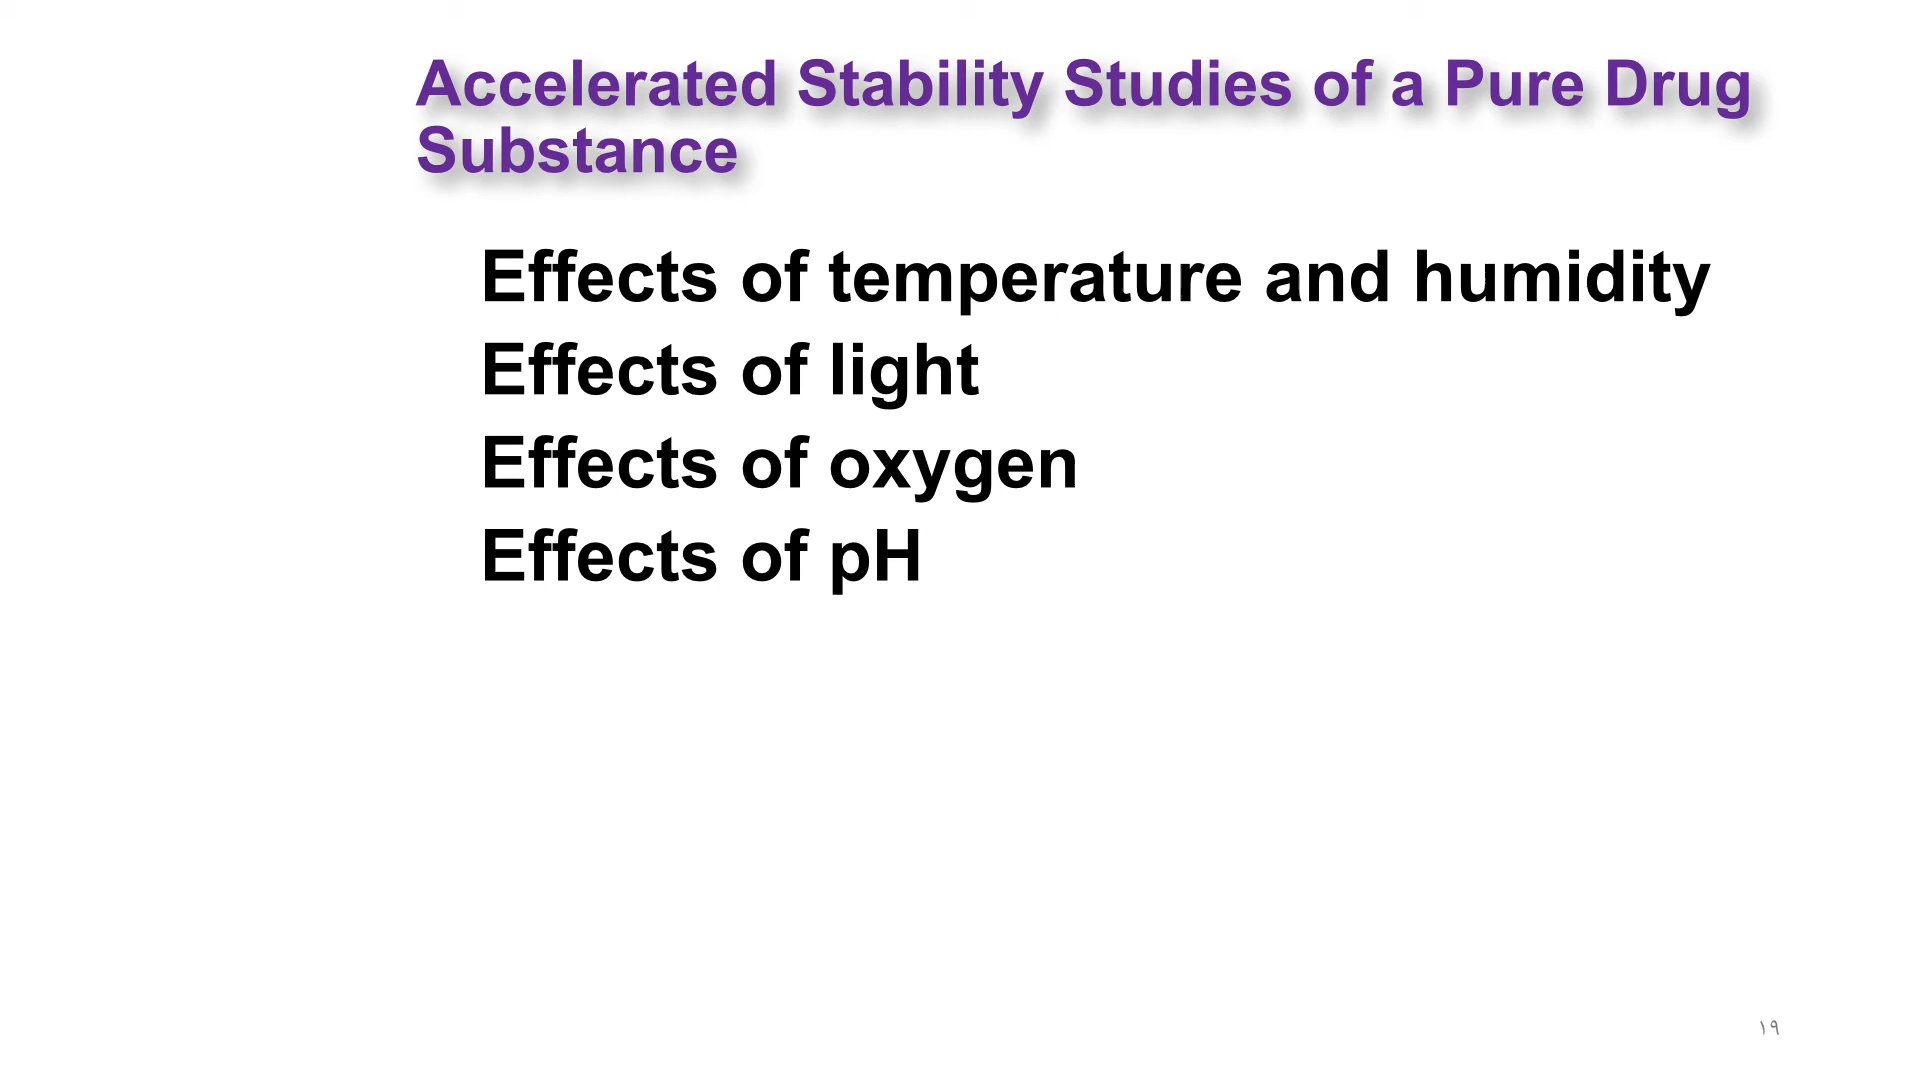 Accelerated Stability Studies of a Pure Drug
Substance
Effects of temperature and humidity
Effects of light
Effects of oxygen
Effects of pH
۱۹